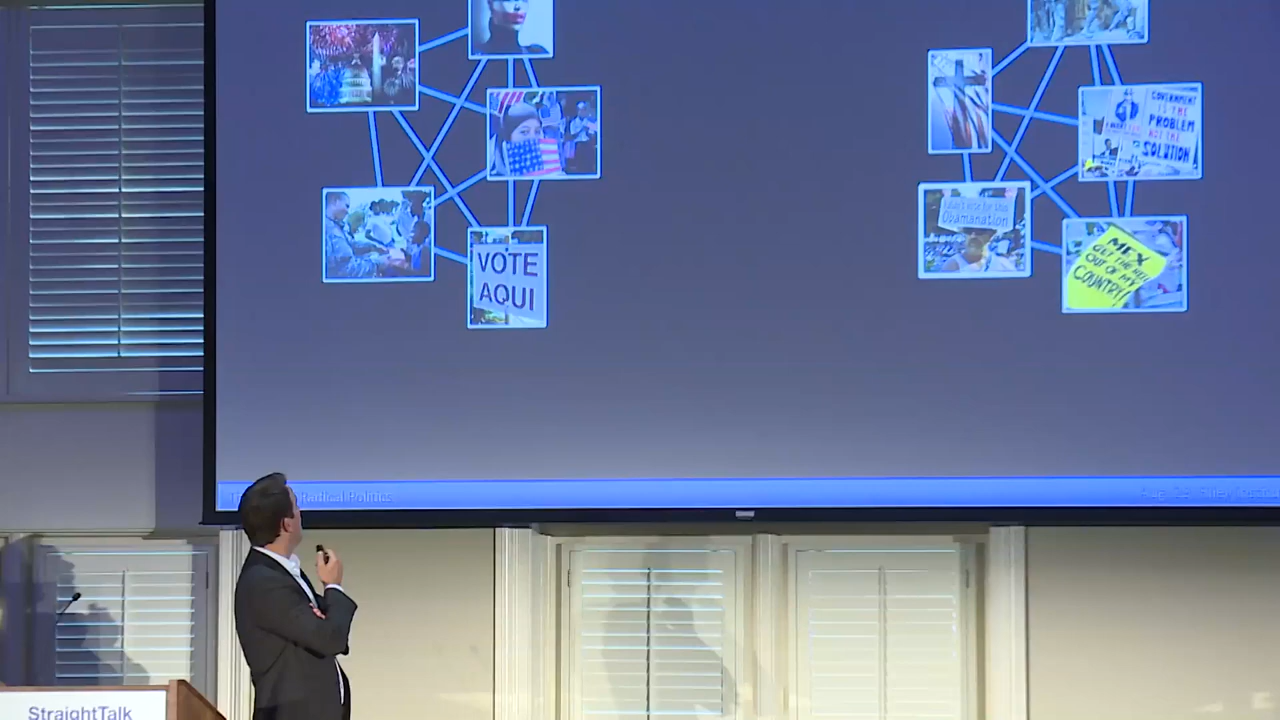 GOVERNMENT
IS THE
PROBLEM
NOT THE
SOLUTION
Obamanation
VOTE
AQUI
MEX
GET THE HELL
OUT OF MY
COUNTRY!
Politics
StraightTalk